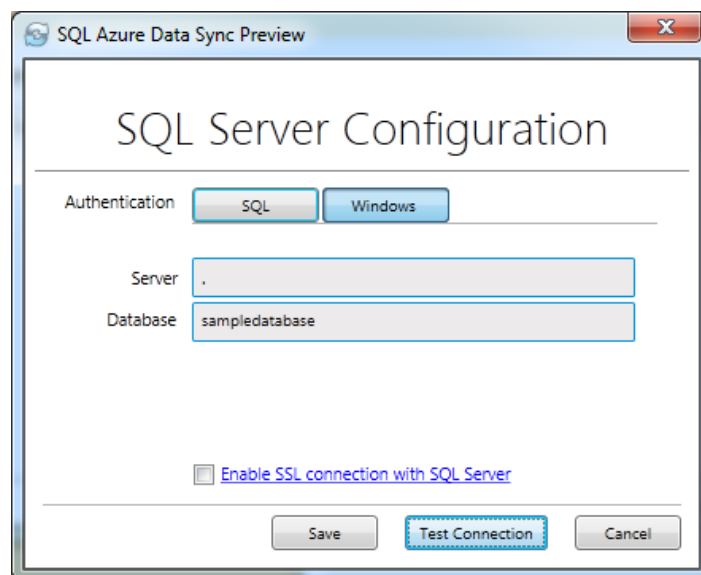 SQL Azure Data Sync Preview
SQL Server Configuration
Authentication SQL Windows
Server .
Database sampledatabase
Enable SSL connection with SQL Server
Save Test Connection Cancel